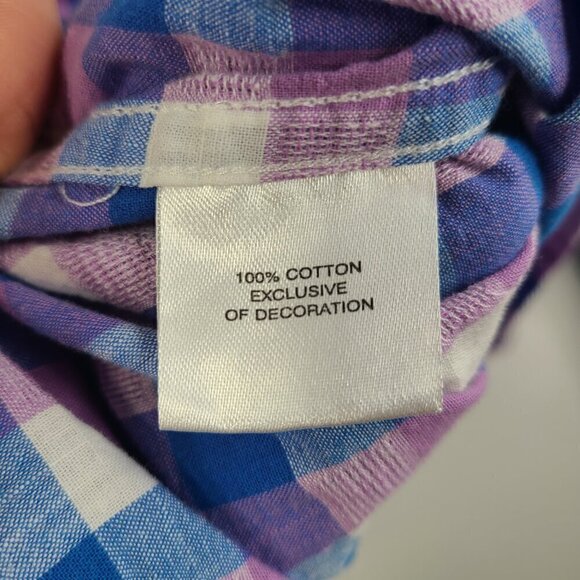 100% COTTON
EXCLUSIVE
OF DECORATION